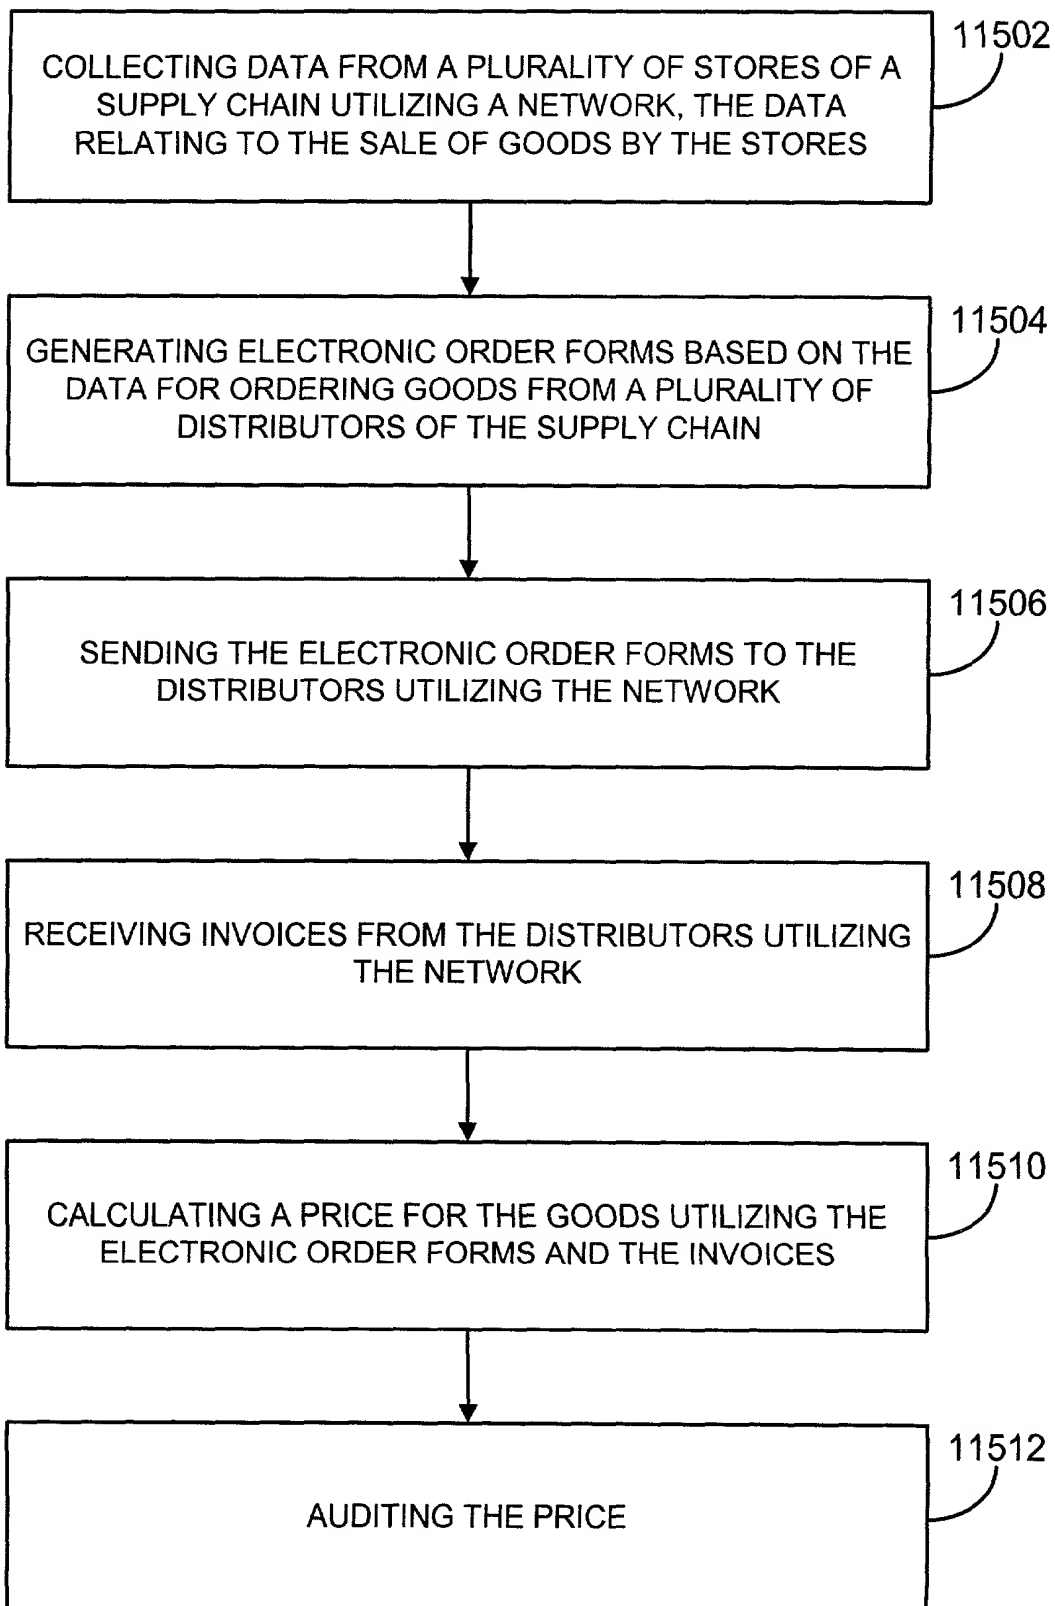 11502
COLLECTING DATA FROM A PLURALITY OF STORES OF A
SUPPLY CHAIN UTILIZING A NETWORK, THE DATA
RELATING TO THE SALE OF GOODS BY THE STORES
11504
GENERATING ELECTRONIC ORDER FORMS BASED ON THE
DATA FOR ORDERING GOODS FROM A PLURALITY OF
DISTRIBUTORS OF THE SUPPLY CHAIN
11506
SENDING THE ELECTRONIC ORDER FORMS TO THE
DISTRIBUTORS UTILIZING THE NETWORK
11508
RECEIVING INVOICES FROM THE DISTRIBUTORS UTILIZING
THE NETWORK
11510
CALCULATING A PRICE FOR THE GOODS UTILIZING THE
ELECTRONIC ORDER FORMS AND THE INVOICES
11512
AUDITING THE PRICE